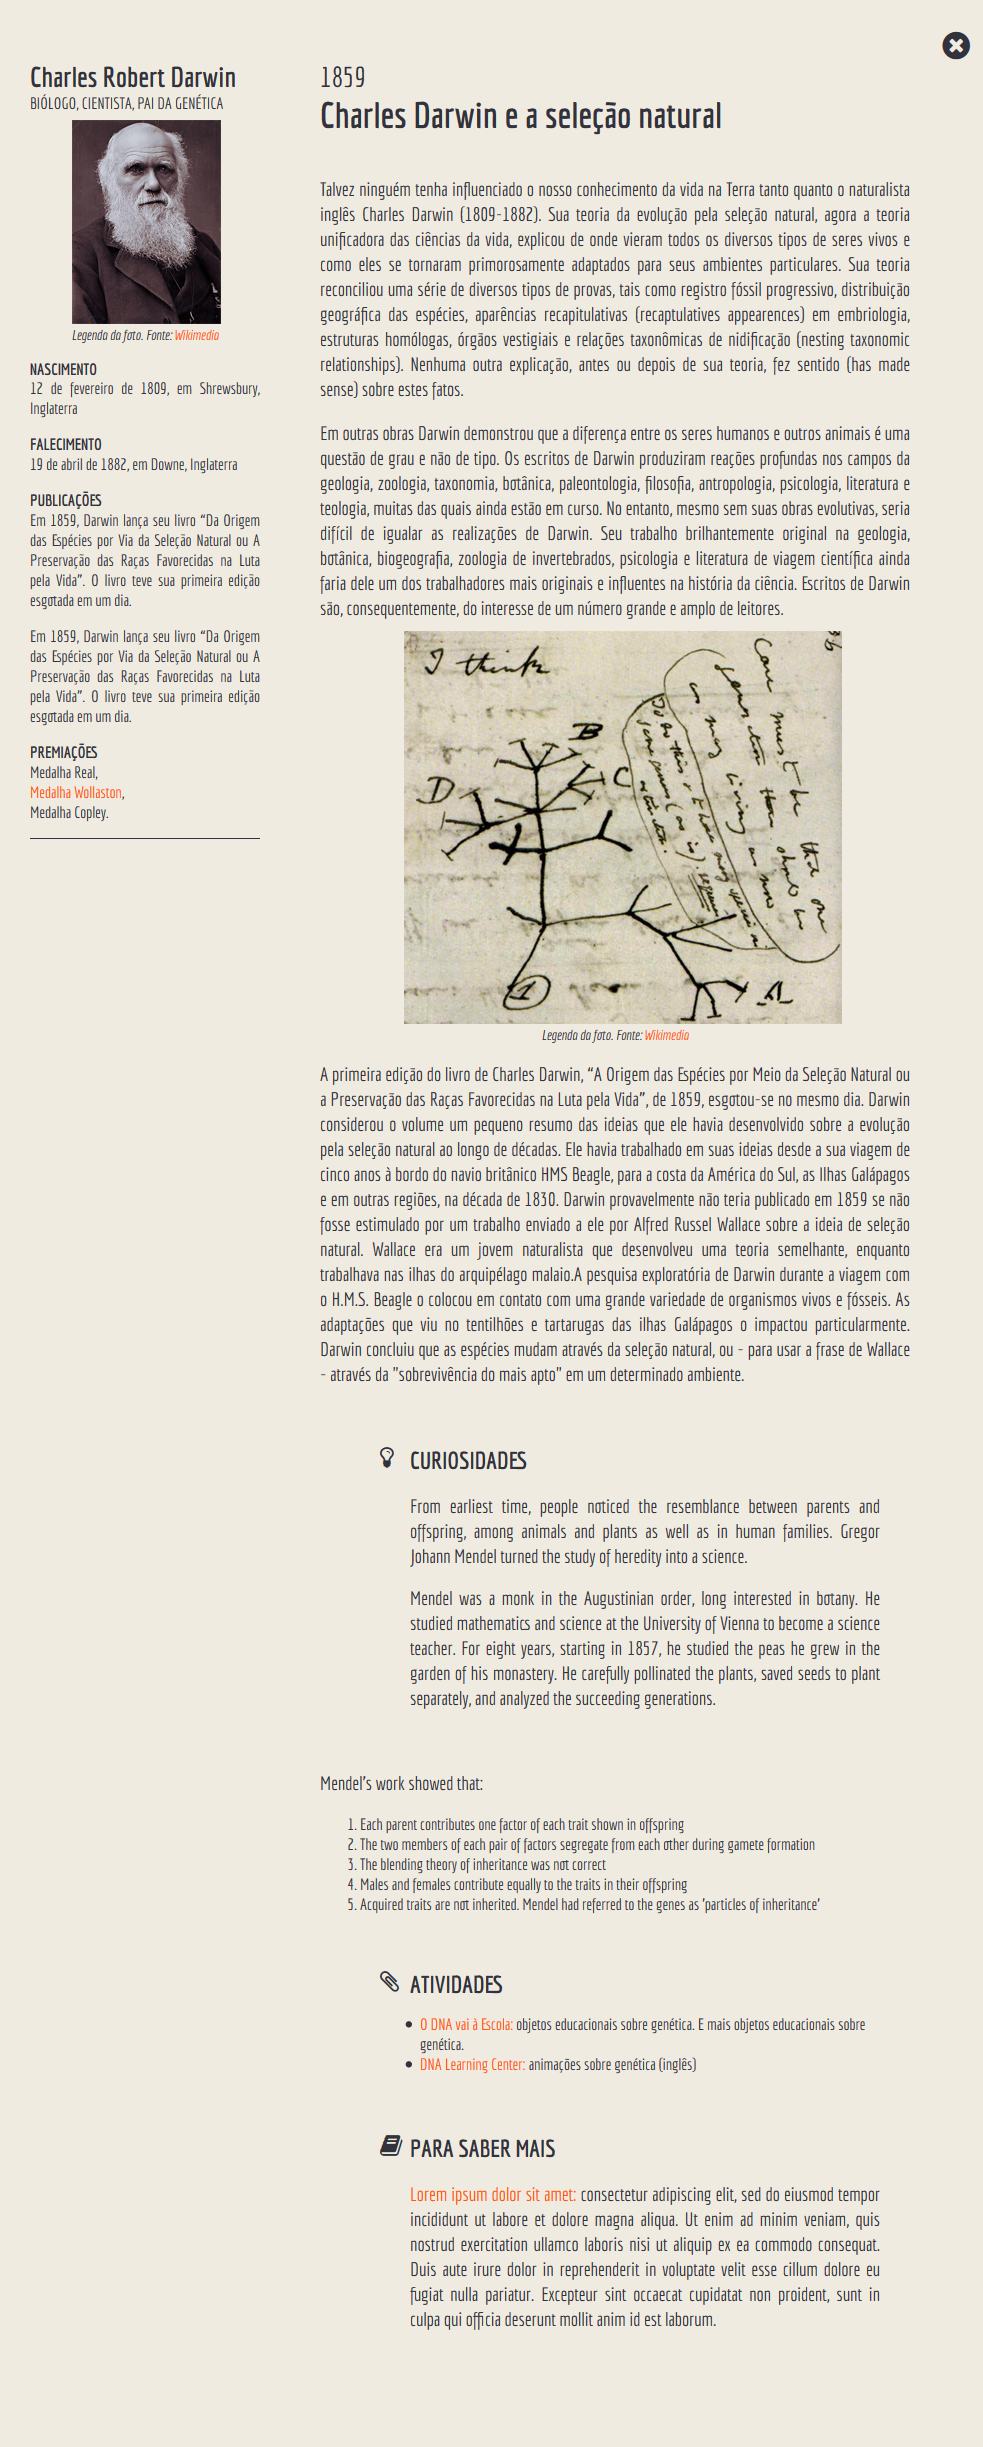 Charles Robert Darwin
BIÓLOGO, CIENTISTA, PAI DA GENÉTICA
Legenda da foto. Fonte: Wikimedia
NASCIMENTO
12 de fevereiro de 1809, em Shrewsbury,
Inglaterra
FALECIMENTO
19 de abril de 1882, em Downe, Inglaterra
PUBLICAÇÕES
Em 1859, Darwin lança seu livro “Da Origem
das Espécies por Via da Seleção Natural ou A
Preservação das Raças Favorecidas na Luta
pela Vida”. O livro teve sua primeira edição
esgotada em um dia.
Em 1859, Darwin lança seu livro “Da Origem
das Espécies por Via da Seleção Natural ou A
Preservação das Raças Favorecidas na Luta
pela Vida”. O livro teve sua primeira edição
esgotada em um dia.
PREMIAÇÕES
Medalha Real,
Medalha Wollaston,
Medalha Copley.
1859
Charles Darwin e a seleção natural
Talvez ninguém tenha influenciado o nosso conhecimento da vida na Terra tanto quanto o naturalista
inglês Charles Darwin (1809-1882). Sua teoria da evolução pela seleção natural, agora a teoria
unificadora das ciências da vida, explicou de onde vieram todos os diversos tipos de seres vivos e
como eles se tornaram primorosamente adaptados para seus ambientes particulares. Sua teoria
reconciliou uma série de diversos tipos de provas, tais como registro fóssil progressivo, distribuição
geográfica das espécies, aparências recapitulativas (recaptulatives appearences) em embriologia,
estruturas homólogas, órgãos vestigiais e relações taxonômicas de nidificação (nesting taxonomic
relationships). Nenhuma outra explicação, antes ou depois de sua teoria, fez sentido (has made
sense) sobre estes fatos.
Em outras obras Darwin demonstrou que a diferença entre os seres humanos e outros animais é uma
questão de grau e não de tipo. Os escritos de Darwin produziram reações profundas nos campos da
geologia, zoologia, taxonomia, botânica, paleontologia, filosofia, antropologia, psicologia, literatura e
teologia, muitas das quais ainda estão em curso. No entanto, mesmo sem suas obras evolutivas, seria
difícil de igualar as realizações de Darwin. Seu trabalho brilhantemente original na geologia,
botânica, biogeografia, zoologia de invertebrados, psicologia e literatura de viagem científica ainda
faria dele um dos trabalhadores mais originais e influentes na história da ciência. Escritos de Darwin
são, consequentemente, do interesse de um número grande e amplo de leitores.
I think
B
D
C
A
1
Case must be that one
36
Legenda da foto. Fonte: Wikimedia
A primeira edição do livro de Charles Darwin, “A Origem das Espécies por Meio da Seleção Natural ou
a Preservação das Raças Favorecidas na Luta pela Vida”, de 1859, esgotou-se no mesmo dia. Darwin
considerou o volume um pequeno resumo das ideias que ele havia desenvolvido sobre a evolução
pela seleção natural ao longo de décadas. Ele havia trabalhado em suas ideias desde a sua viagem de
cinco anos à bordo do navio britânico HMS Beagle, para a costa da América do Sul, as Ilhas Galápagos
e em outras regiões, na década de 1830. Darwin provavelmente não teria publicado em 1859 se não
fosse estimulado por um trabalho enviado a ele por Alfred Russel Wallace sobre a ideia de seleção
natural. Wallace era um jovem naturalista que desenvolveu uma teoria semelhante, enquanto
trabalhava nas ilhas do arquipélago malaio.A pesquisa exploratória de Darwin durante a viagem com
o H.M.S. Beagle o colocou em contato com uma grande variedade de organismos vivos e fósseis. As
adaptações que viu no tentilhões e tartarugas das ilhas Galápagos o impactou particularmente.
Darwin concluiu que as espécies mudam através da seleção natural, ou - para usar a frase de Wallace
- através da "sobrevivência do mais apto" em um determinado ambiente.
CURIOSIDADES
From earliest time, people noticed the resemblance between parents and
offspring, among animals and plants as well as in human families. Gregor
Johann Mendel turned the study of heredity into a science.
Mendel was a monk in the Augustinian order, long interested in botany. He
studied mathematics and science at the University of Vienna to become a science
teacher. For eight years, starting in 1857, he studied the peas he grew in the
garden of his monastery. He carefully pollinated the plants, saved seeds to plant
separately, and analyzed the succeeding generations.
Mendel's work showed that:
1. Each parent contributes one factor of each trait shown in offspring
2. The two members of each pair of factors segregate from each other during gamete formation
3. The blending theory of inheritance was not correct
4. Males and females contribute equally to the traits in their offspring
5. Acquired traits are not inherited. Mendel had referred to the genes as 'particles of inheritance'
ATIVIDADES
• O DNA vai à Escola: objetos educacionais sobre genética. E mais objetos educacionais sobre
genética.
• DNA Learning Center: animações sobre genética (inglês)
PARA SABER MAIS
Lorem ipsum dolor sit amet: consectetur adipiscing elit, sed do eiusmod tempor
incididunt ut labore et dolore magna aliqua. Ut enim ad minim veniam, quis
nostrud exercitation ullamco laboris nisi ut aliquip ex ea commodo consequat.
Duis aute irure dolor in reprehenderit in voluptate velit esse cillum dolore eu
fugiat nulla pariatur. Excepteur sint occaecat cupidatat non proident, sunt in
culpa qui officia deserunt mollit anim id est laborum.